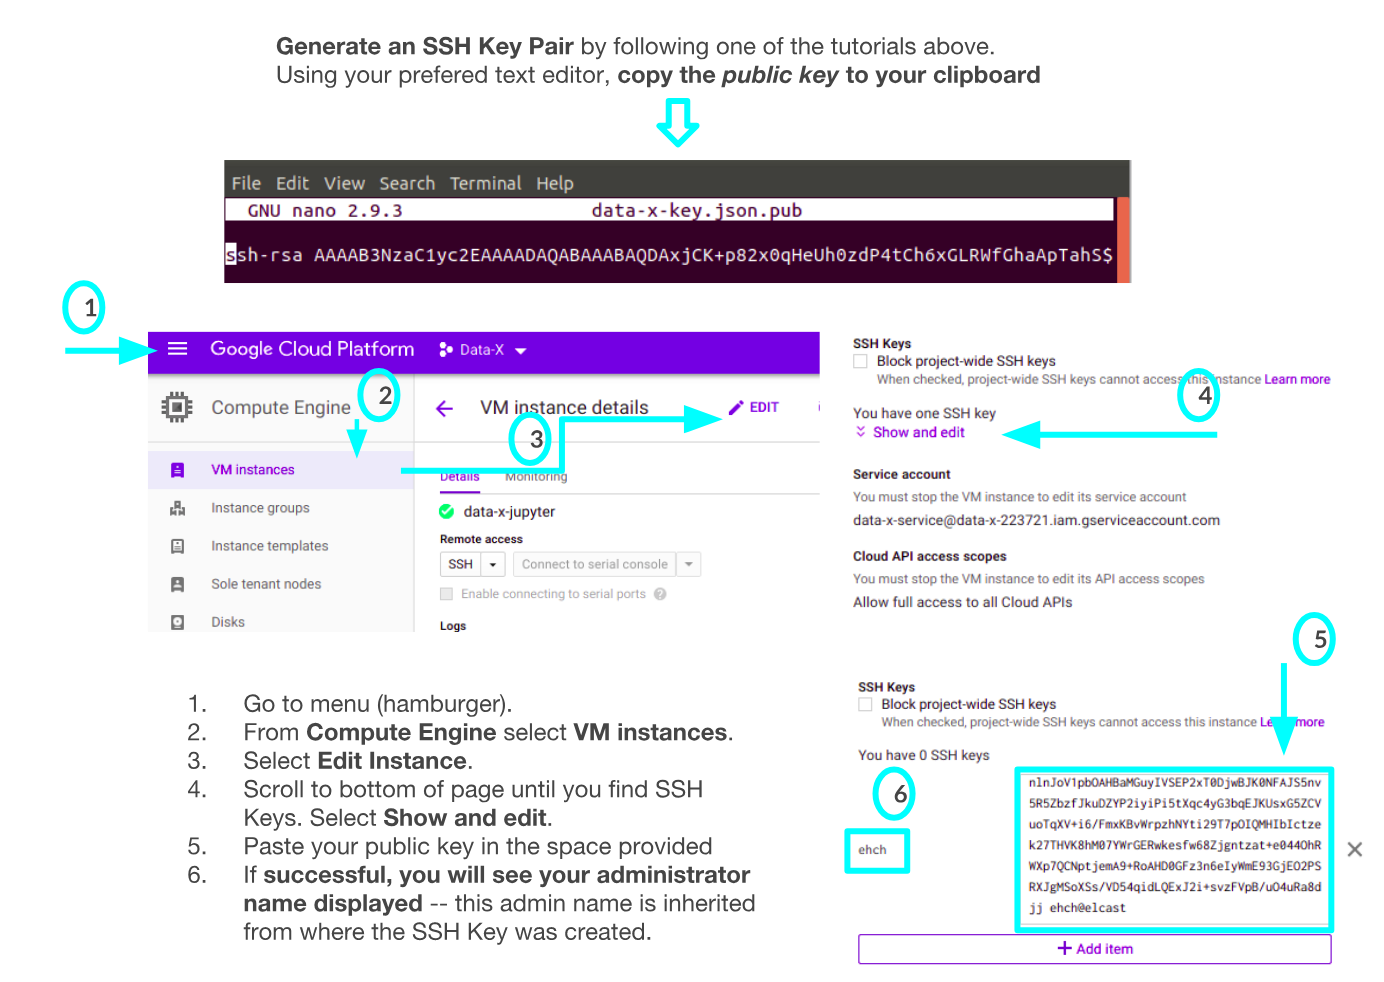 Generate an SSH Key Pair by following one of the tutorials above.
Using your prefered text editor, copy the public key to your clipboard
File Edit View Search Terminal Help
GNU nano 2.9.3 data-x-key.json.pub
ssh-rsa AAAAB3NzaC1yc2EAAAADAQABAAABAQDAxjCK+p82x0qHeUh0zdP4tCh6xGLRWfGhaApTahS$
1
Google Cloud Platform Data-X
Compute Engine
2
VM instance details
EDIT
3
VM instances
Instance groups
Instance templates
Sole tenant nodes
Disks
Details Monitoring
data-x-jupyter
Remote access
SSH Connect to serial console
Enable connecting to serial ports
Logs
SSH Keys
Block project-wide SSH keys
When checked, project-wide SSH keys cannot access this instance Learn more
4
You have one SSH key
Show and edit
Service account
You must stop the VM instance to edit its service account
data-x-service@data-x-223721.iam.gserviceaccount.com
Cloud API access scopes
You must stop the VM instance to edit its API access scopes
Allow full access to all Cloud APIs
1. Go to menu (hamburger).
2. From Compute Engine select VM instances.
3. Select Edit Instance.
4. Scroll to bottom of page until you find SSH
Keys. Select Show and edit.
5. Paste your public key in the space provided
6. If successful, you will see your administrator
name displayed -- this admin name is inherited
from where the SSH Key was created.
5
SSH Keys
Block project-wide SSH keys
When checked, project-wide SSH keys cannot access this instance Learn more
You have 0 SSH keys
6
ehch
nlnJoV1pbOAHBaMGuyIVSEP2xT0DjwBJK0NFAJS5nv
5R5ZbzfJkuDZYP2iyiPi5tXqc4yG3bqEJKUsxG5ZCV
uoTqXV+i6/FmxKBvWrpzhNYti29T7pOIQMHIbIctze
k27THVK8hM07YWrGERwkesfw68Zjgntzat+e044OhR
WXp7QCNptjemA9+RoAHD0GFz3n6eIyWmE93GjEO2PS
RXJgMSoXSs/VD54qidLQExJ2i+svzFVpB/uO4uRa8d
jj ehch@elcast
Add item